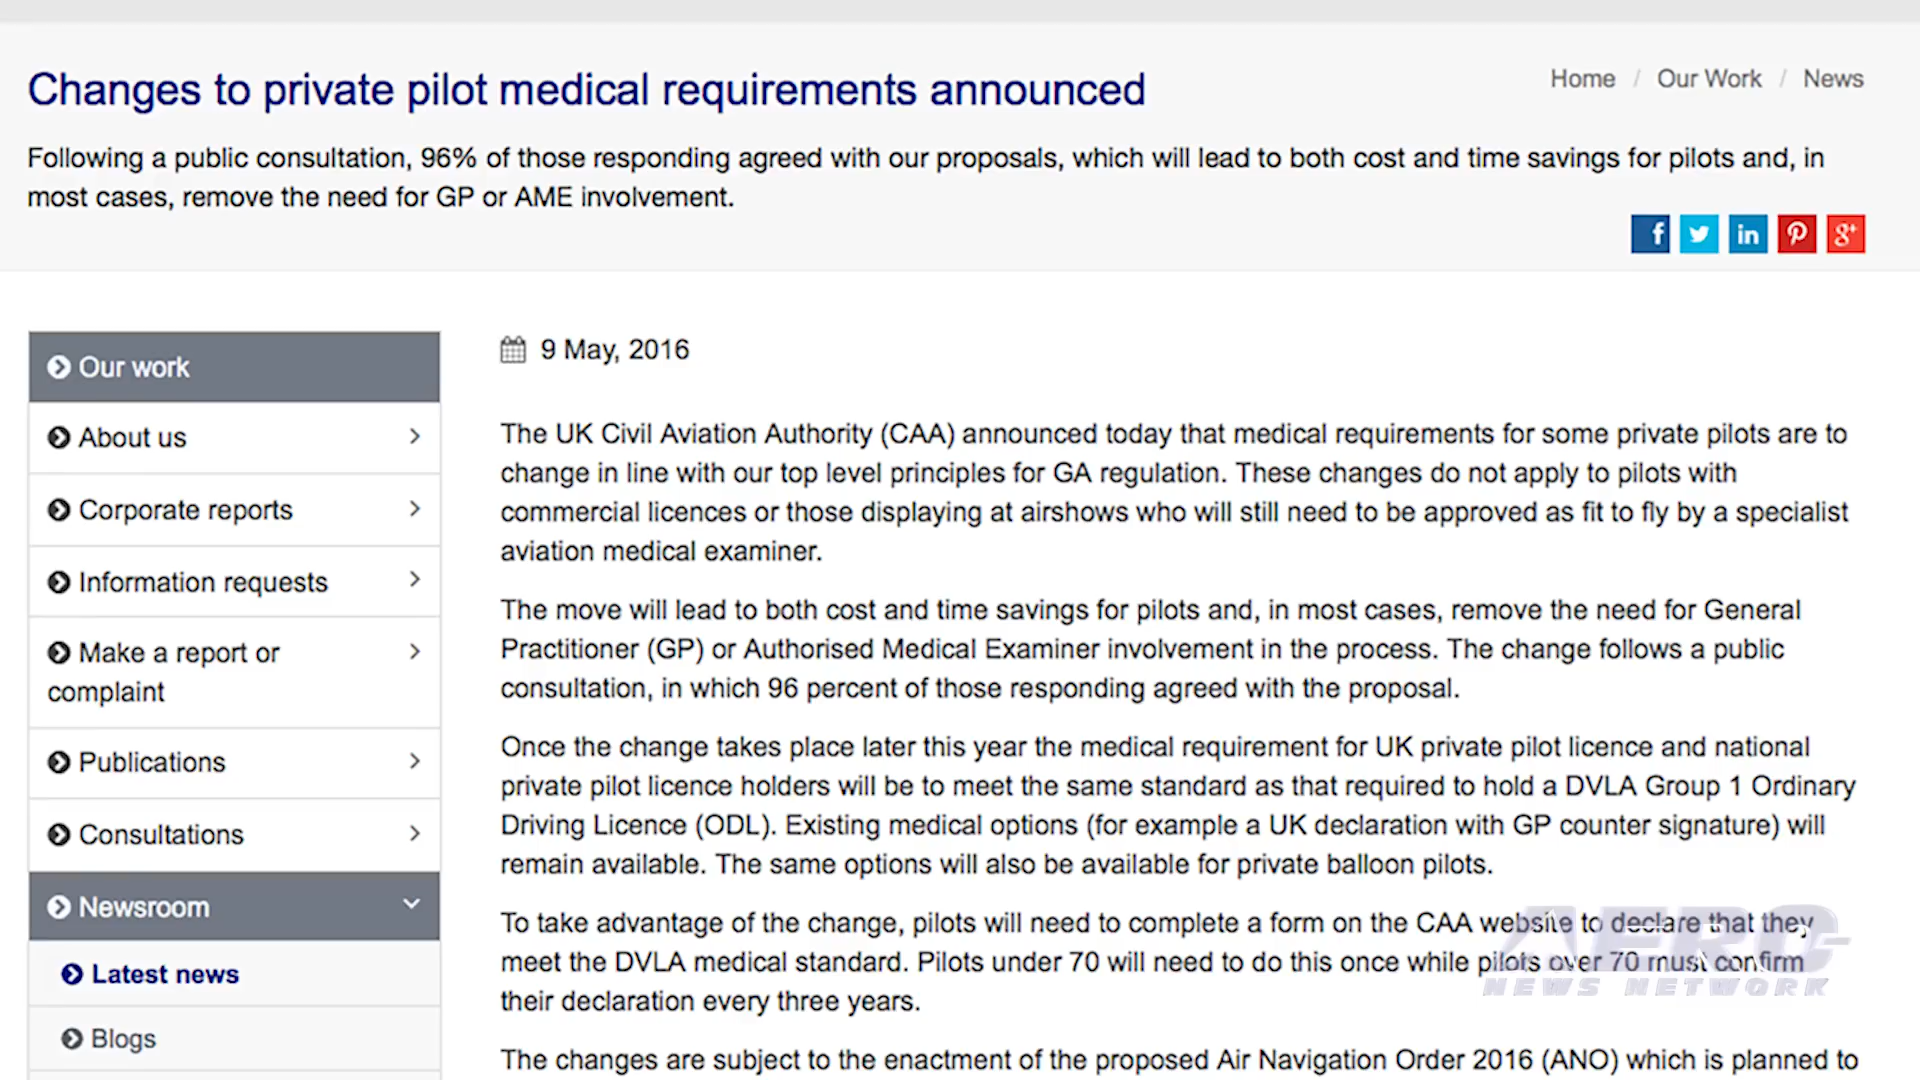 Changes to private pilot medical requirements announced
Home / Our Work / News
Following a public consultation, 96% of those responding agreed with our proposals, which will lead to both cost and time savings for pilots and, in
most cases, remove the need for GP or AME involvement.
Our work
About us
Corporate reports
Information requests
Make a report or
complaint
Publications
Consultations
Newsroom
Latest news
Blogs
9 May, 2016
The UK Civil Aviation Authority (CAA) announced today that medical requirements for some private pilots are to
change in line with our top level principles for GA regulation. These changes do not apply to pilots with
commercial licences or those displaying at airshows who will still need to be approved as fit to fly by a specialist
aviation medical examiner.
The move will lead to both cost and time savings for pilots and, in most cases, remove the need for General
Practitioner (GP) or Authorised Medical Examiner involvement in the process. The change follows a public
consultation, in which 96 percent of those responding agreed with the proposal.
Once the change takes place later this year the medical requirement for UK private pilot licence and national
private pilot licence holders will be to meet the same standard as that required to hold a DVLA Group 1 Ordinary
Driving Licence (ODL). Existing medical options (for example a UK declaration with GP counter signature) will
remain available. The same options will also be available for private balloon pilots.
To take advantage of the change, pilots will need to complete a form on the CAA website to declare that they
meet the DVLA medical standard. Pilots under 70 will need to do this once while pilots over 70 must confirm
their declaration every three years.
The changes are subject to the enactment of the proposed Air Navigation Order 2016 (ANO) which is planned to
AERO
NEWS NETWORK